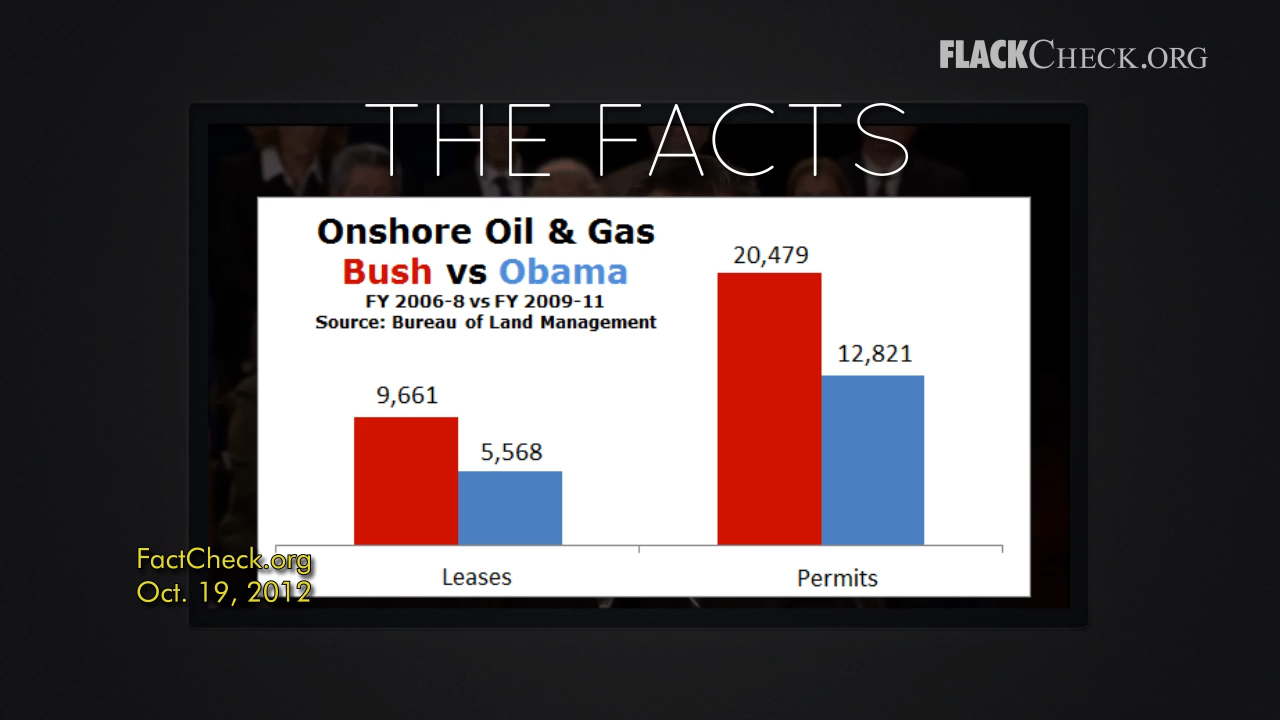 FLACKCHECK.ORG
THE FACTS
Onshore Oil & Gas
Bush vs Obama
FY 2006-8 vs FY 2009-11
Source: Bureau of Land Management
20,479
12,821
9,661
5,568
Leases
Permits
FactCheck.org
Oct. 19, 2012